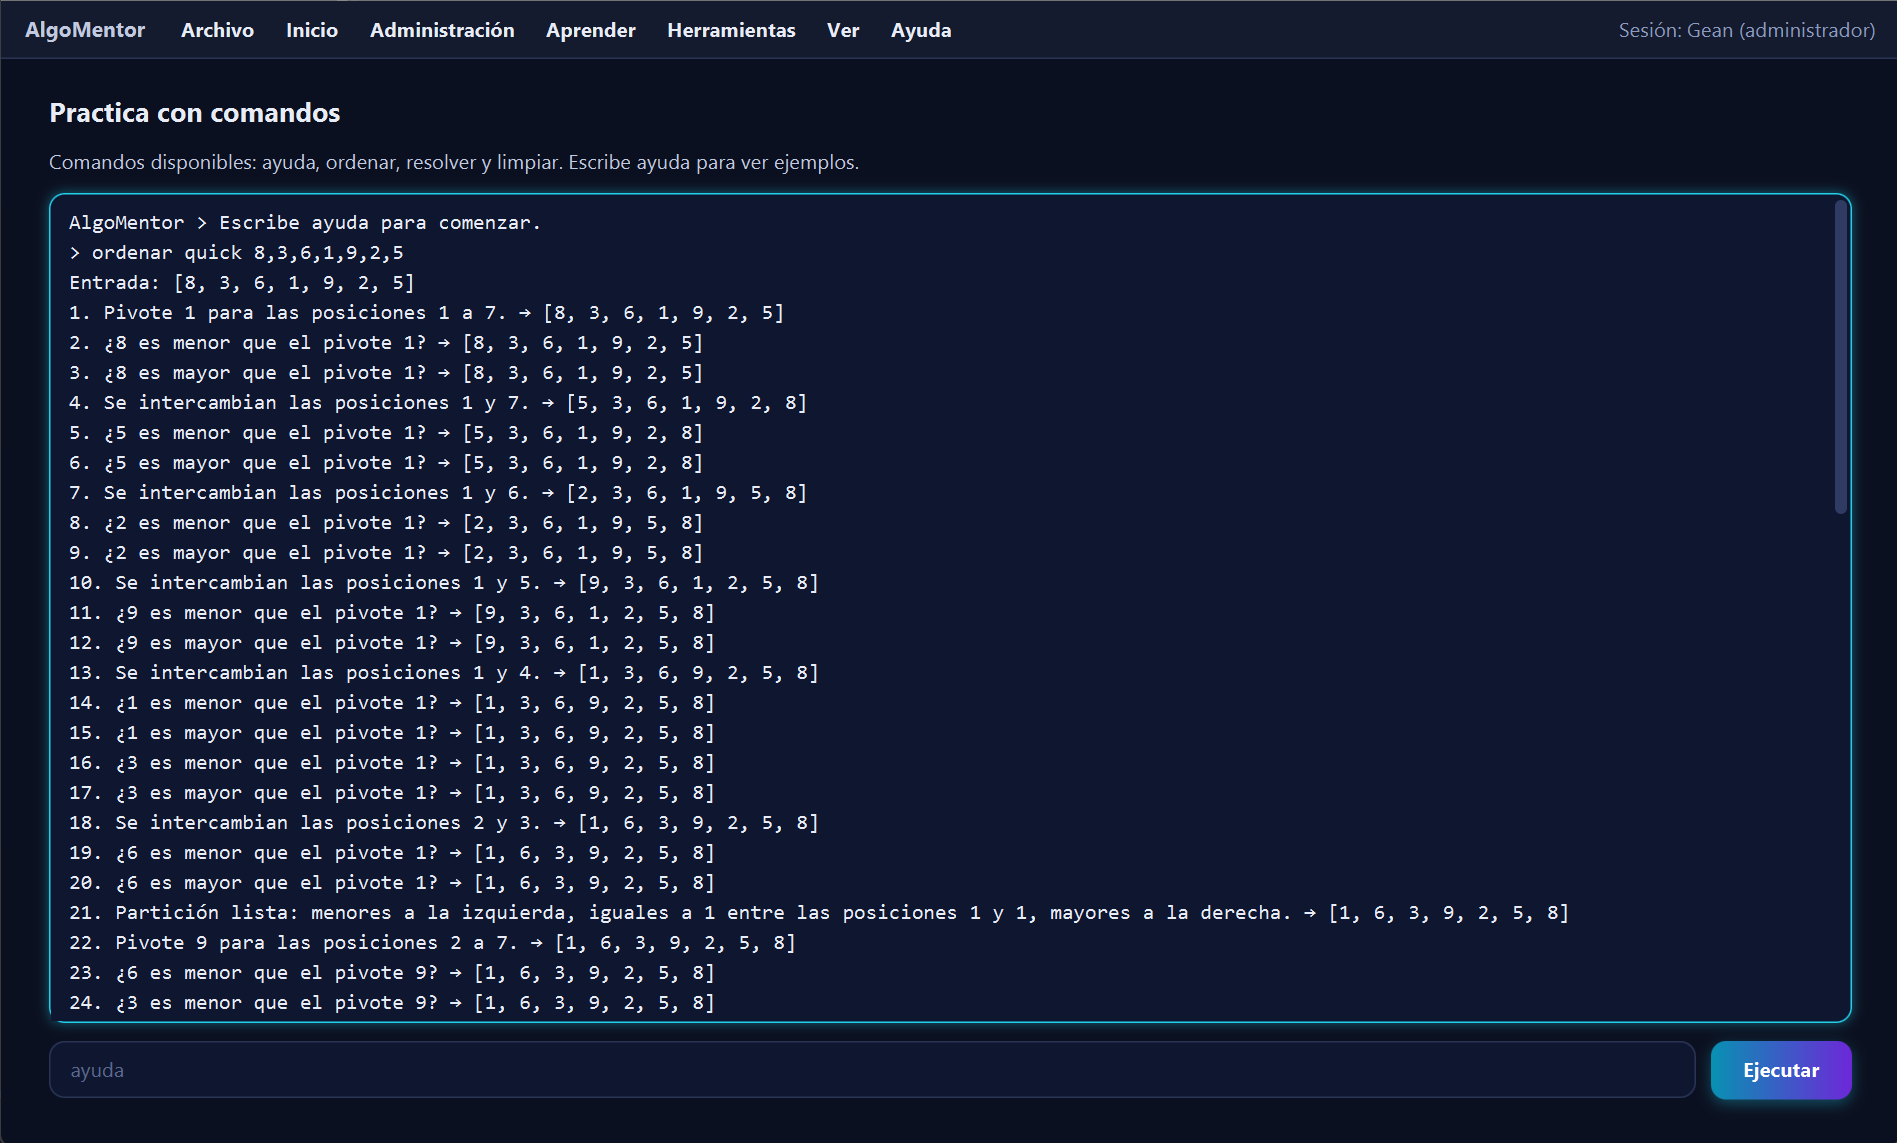 AlgoMentor Archivo Inicio Administración Aprender Herramientas Ver Ayuda Sesión: Gean (administrador)
Practica con comandos
Comandos disponibles: ayuda, ordenar, resolver y limpiar. Escribe ayuda para ver ejemplos.
AlgoMentor > Escribe ayuda para comenzar.
> ordenar quick 8,3,6,1,9,2,5
Entrada: [8, 3, 6, 1, 9, 2, 5]
1. Pivote 1 para las posiciones 1 a 7. → [8, 3, 6, 1, 9, 2, 5]
2. ¿8 es menor que el pivote 1? → [8, 3, 6, 1, 9, 2, 5]
3. ¿8 es mayor que el pivote 1? → [8, 3, 6, 1, 9, 2, 5]
4. Se intercambian las posiciones 1 y 7. → [5, 3, 6, 1, 9, 2, 8]
5. ¿5 es menor que el pivote 1? → [5, 3, 6, 1, 9, 2, 8]
6. ¿5 es mayor que el pivote 1? → [5, 3, 6, 1, 9, 2, 8]
7. Se intercambian las posiciones 1 y 6. → [2, 3, 6, 1, 9, 5, 8]
8. ¿2 es menor que el pivote 1? → [2, 3, 6, 1, 9, 5, 8]
9. ¿2 es mayor que el pivote 1? → [2, 3, 6, 1, 9, 5, 8]
10. Se intercambian las posiciones 1 y 5. → [9, 3, 6, 1, 2, 5, 8]
11. ¿9 es menor que el pivote 1? → [9, 3, 6, 1, 2, 5, 8]
12. ¿9 es mayor que el pivote 1? → [9, 3, 6, 1, 2, 5, 8]
13. Se intercambian las posiciones 1 y 4. → [1, 3, 6, 9, 2, 5, 8]
14. ¿1 es menor que el pivote 1? → [1, 3, 6, 9, 2, 5, 8]
15. ¿1 es mayor que el pivote 1? → [1, 3, 6, 9, 2, 5, 8]
16. ¿3 es menor que el pivote 1? → [1, 3, 6, 9, 2, 5, 8]
17. ¿3 es mayor que el pivote 1? → [1, 3, 6, 9, 2, 5, 8]
18. Se intercambian las posiciones 2 y 3. → [1, 6, 3, 9, 2, 5, 8]
19. ¿6 es menor que el pivote 1? → [1, 6, 3, 9, 2, 5, 8]
20. ¿6 es mayor que el pivote 1? → [1, 6, 3, 9, 2, 5, 8]
21. Partición lista: menores a la izquierda, iguales a 1 entre las posiciones 1 y 1, mayores a la derecha. → [1, 6, 3, 9, 2, 5, 8]
22. Pivote 9 para las posiciones 2 a 7. → [1, 6, 3, 9, 2, 5, 8]
23. ¿6 es menor que el pivote 9? → [1, 6, 3, 9, 2, 5, 8]
24. ¿3 es menor que el pivote 9? → [1, 6, 3, 9, 2, 5, 8]
ayuda Ejecutar